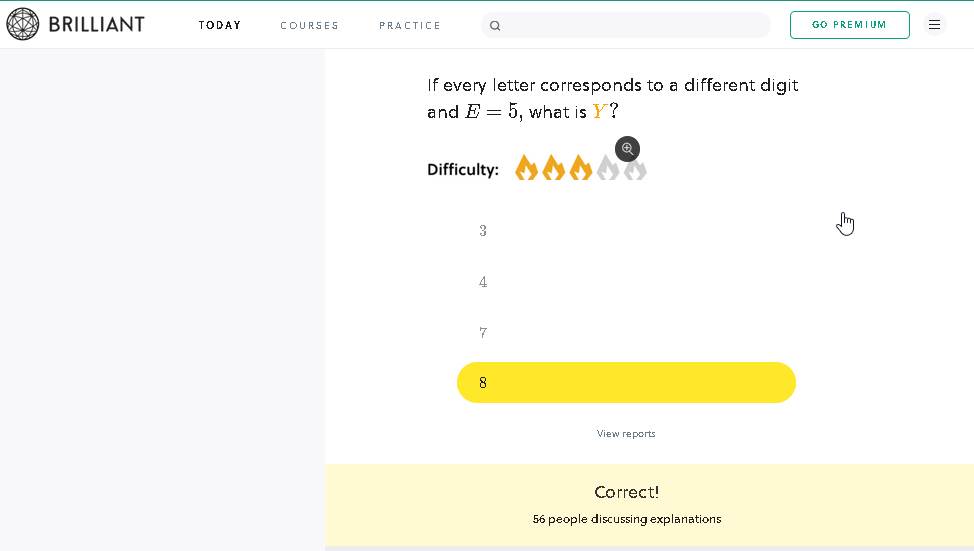 BRILLIANT
TODAY COURSES PRACTICE GO PREMIUM
If every letter corresponds to a different digit
and E = 5, what is Y?
Difficulty:
3
4
7
8
View reports
Correct!
56 people discussing explanations